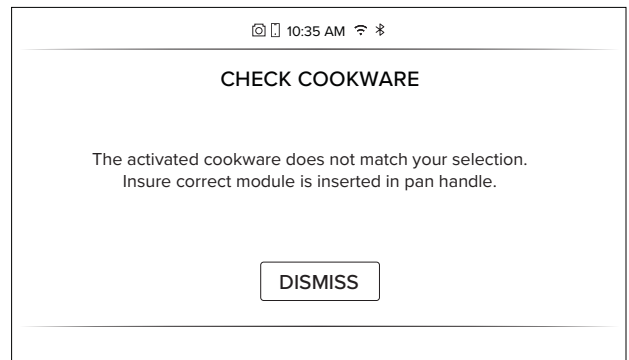 10:35 AM
CHECK COOKWARE
The activated cookware does not match your selection.
Insure correct module is inserted in pan handle.
DISMISS